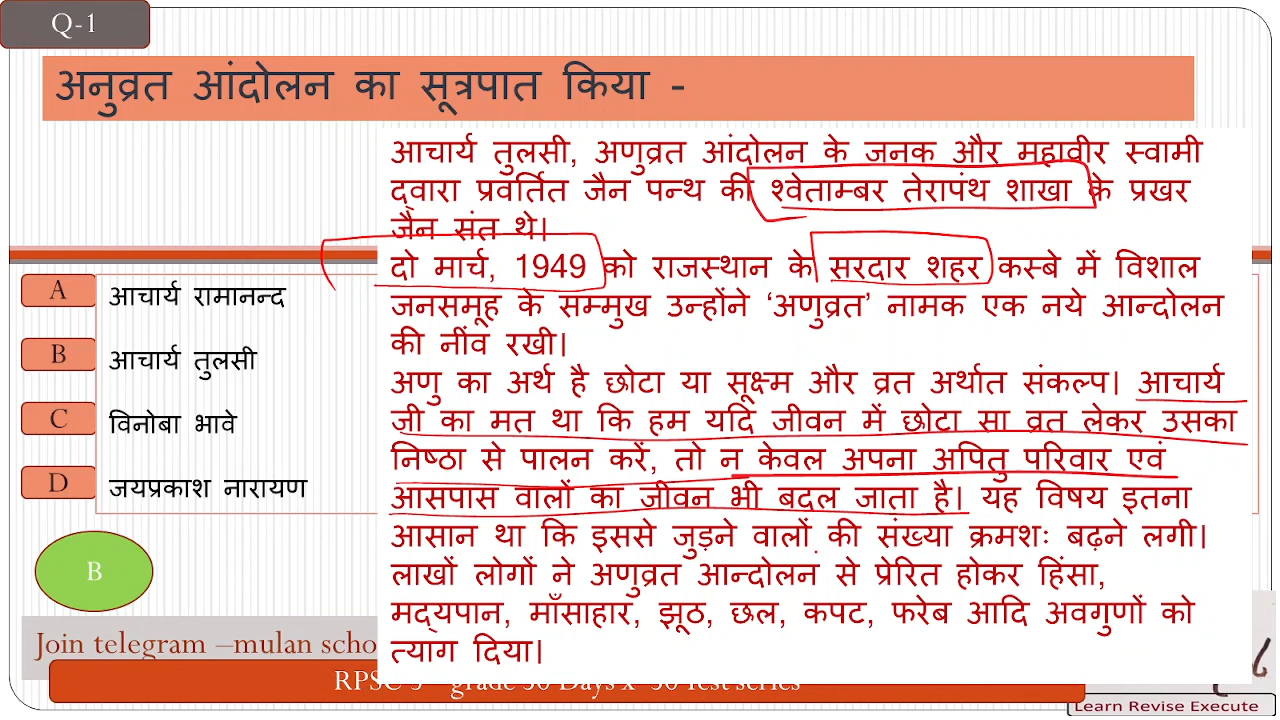 Q-1
अनुव्रत आंदोलन का सूत्रपात किया -
आचार्य तुलसी, अणुव्रत आंदोलन के जनक और महावीर स्वामी
द्वारा प्रवर्तित जैन पन्थ की श्वेताम्बर तेरापंथ शाखा के प्रखर
जैन संत थे।
दो मार्च, 1949 को राजस्थान के सरदार शहर कस्बे में विशाल
जनसमूह के सम्मुख उन्होंने ‘अणुव्रत’ नामक एक नये आन्दोलन
की नींव रखी।
अणु का अर्थ है छोटा या सूक्ष्म और व्रत अर्थात संकल्प। आचार्य
जी का मत था कि हम यदि जीवन में छोटा सा व्रत लेकर उसका
निष्ठा से पालन करें, तो न केवल अपना अपितु परिवार एवं
आसपास वालों का जीवन भी बदल जाता है। यह विषय इतना
आसान था कि इससे जुड़ने वालों की संख्या क्रमशः बढ़ने लगी।
लाखों लोगों ने अणुव्रत आन्दोलन से प्रेरित होकर हिंसा,
मद्यपान, माँसाहार, झूठ, छल, कपट, फरेब आदि अवगुणों को
त्याग दिया।
A आचार्य रामानन्द
B आचार्य तुलसी
C विनोबा भावे
D जयप्रकाश नारायण
B
Join telegram –mulan scho
RPSC
Learn Revise Execute